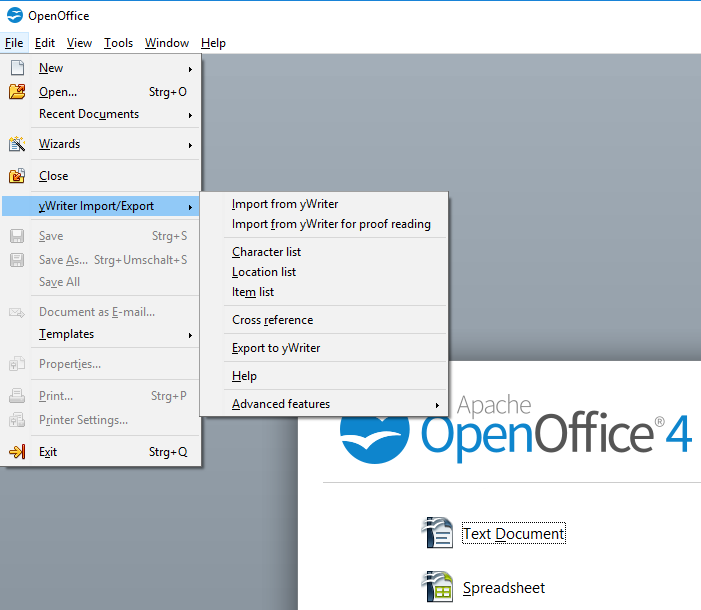 OpenOffice
File Edit View Tools Window Help
New
Open... Strg+O
Recent Documents
Wizards
Close
yWriter Import/Export
Save Strg+S
Save As... Strg+Umschalt+S
Save All
Document as E-mail...
Templates
Properties...
Print... Strg+P
Printer Settings...
Exit Strg+Q
Import from yWriter
Import from yWriter for proof reading
Character list
Location list
Item list
Cross reference
Export to yWriter
Help
Advanced features
Apache
OpenOffice® 4
Text Document
Spreadsheet